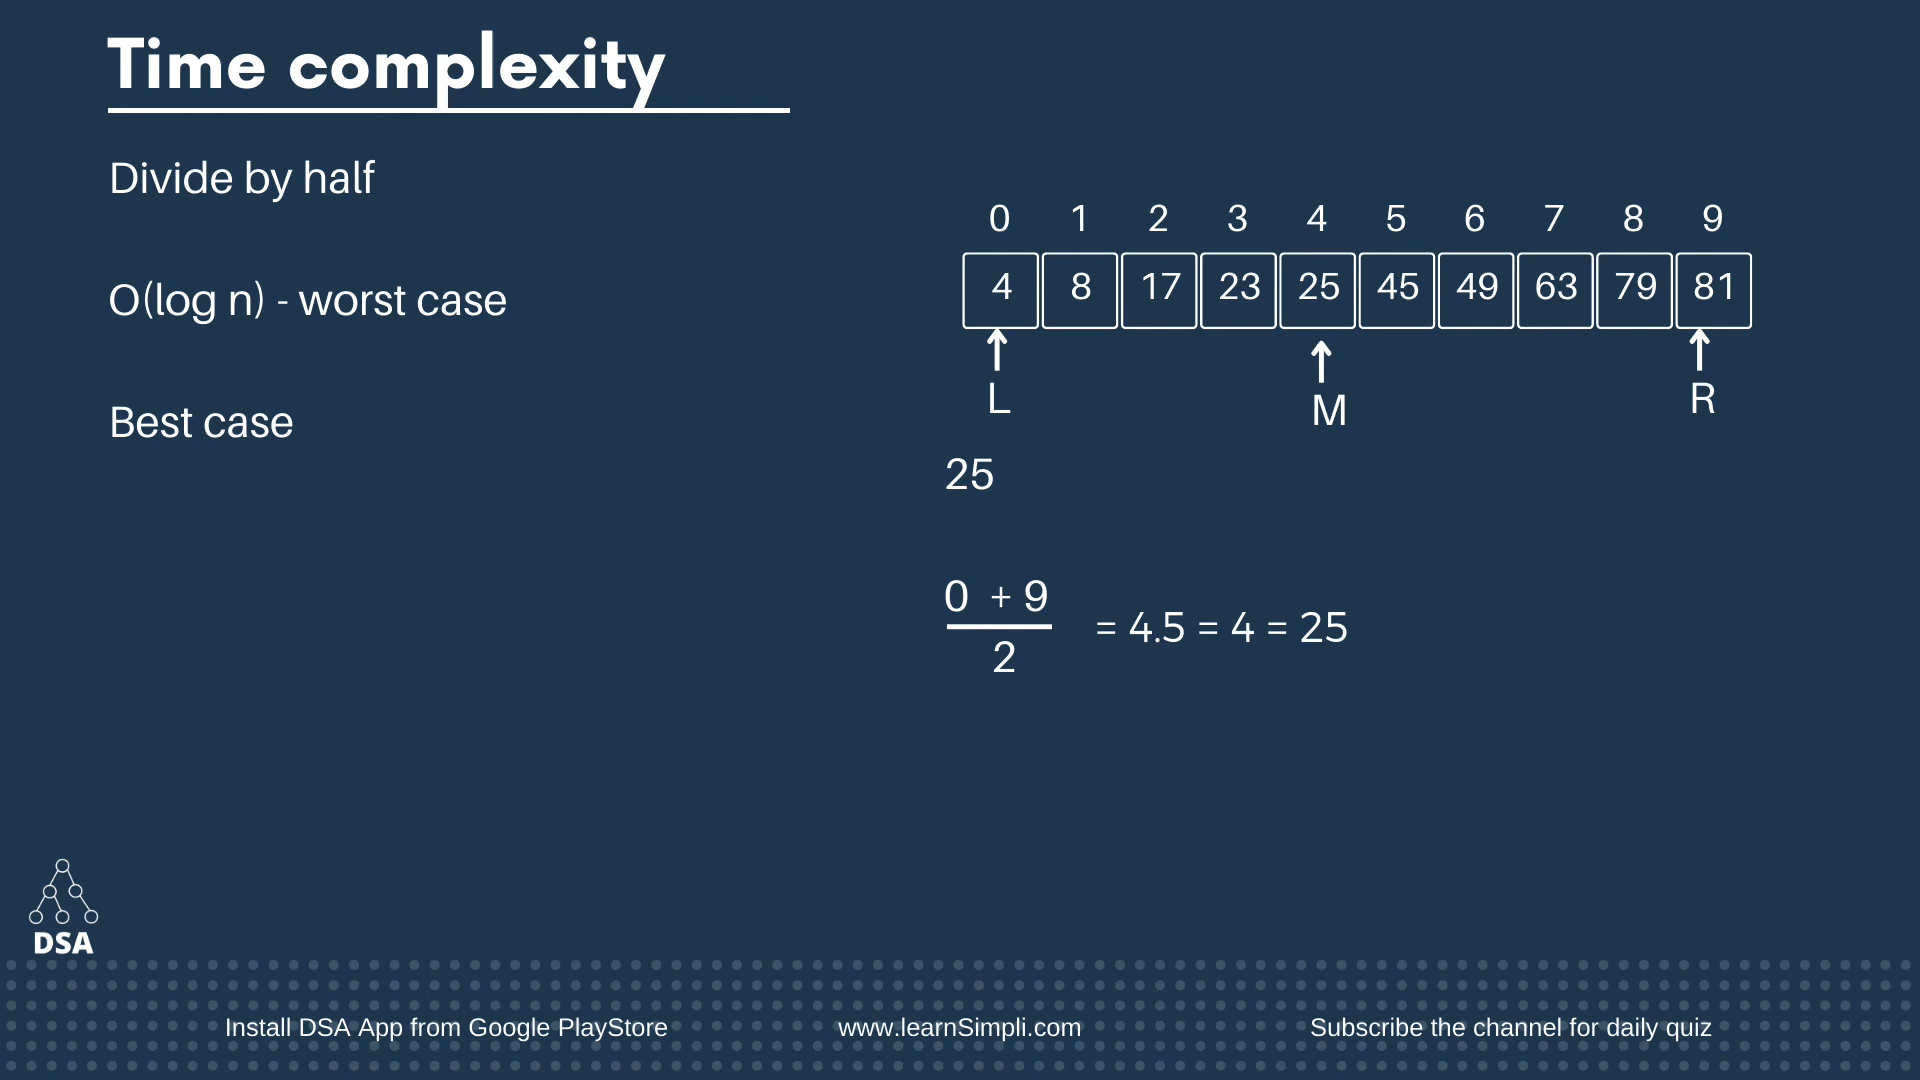 Time complexity
Divide by half
O(log n) - worst case
Best case
0 1 2 3 4 5 6 7 8 9
4 8 17 23 25 45 49 63 79 81
L M R
25
0 + 9
2
= 4.5 = 4 = 25
DSA
Install DSA App from Google PlayStore
www.learnSimpli.com
Subscribe the channel for daily quiz